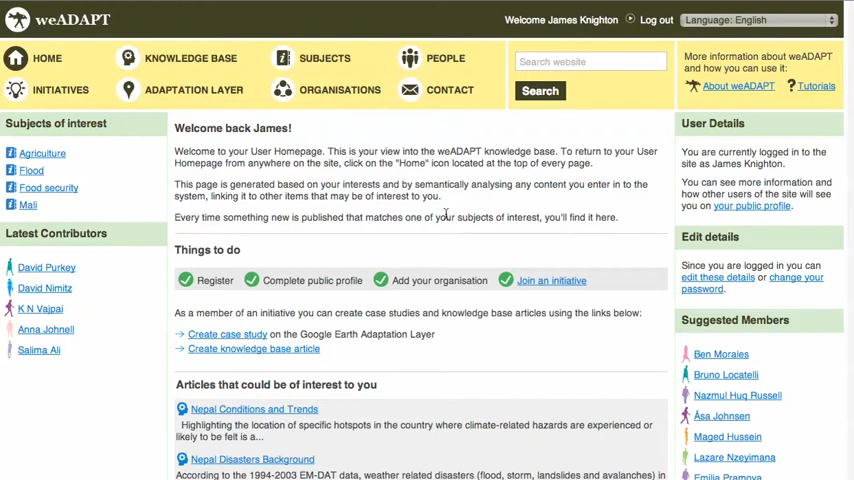 weADAPT
Welcome James Knighton
Log out
Language: English
HOME
KNOWLEDGE BASE
SUBJECTS
PEOPLE
INITIATIVES
ADAPTATION LAYER
ORGANISATIONS
CONTACT
Search website
Search
More information about weADAPT
and how you can use it:
About weADAPT
Tutorials
Subjects of interest
Agriculture
Flood
Food security
Mali
Latest Contributors
David Purkey
David Nimitz
K N Vajpai
Anna Johnell
Salima Ali
Welcome back James!
Welcome to your User Homepage. This is your view into the weADAPT knowledge base. To return to your User
Homepage from anywhere on the site, click on the "Home" icon located at the top of every page.
This page is generated based on your interests and by semantically analysing any content you enter in to the
system, linking it to other items that may be of interest to you.
Every time something new is published that matches one of your subjects of interest, you'll find it here.
Things to do
Register
Complete public profile
Add your organisation
Join an initiative
As a member of an initiative you can create case studies and knowledge base articles using the links below:
Create case study on the Google Earth Adaptation Layer
Create knowledge base article
Articles that could be of interest to you
Nepal Conditions and Trends
Highlighting the location of specific hotspots in the country where climate-related hazards are experienced or
likely to be felt is a...
Nepal Disasters Background
According to the 1994-2003 EM-DAT data, weather related disasters (flood, storm, landslides and avalanches) in
User Details
You are currently logged in to the
site as James Knighton.
You can see more information and
how other users of the site will see
you on your public profile.
Edit details
Since you are logged in you can
edit these details or change your
password.
Suggested Members
Ben Morales
Bruno Locatelli
Nazmul Huq Russell
Åsa Johnsen
Maged Hussein
Lazare Nzeyimana
Emilia Pramova